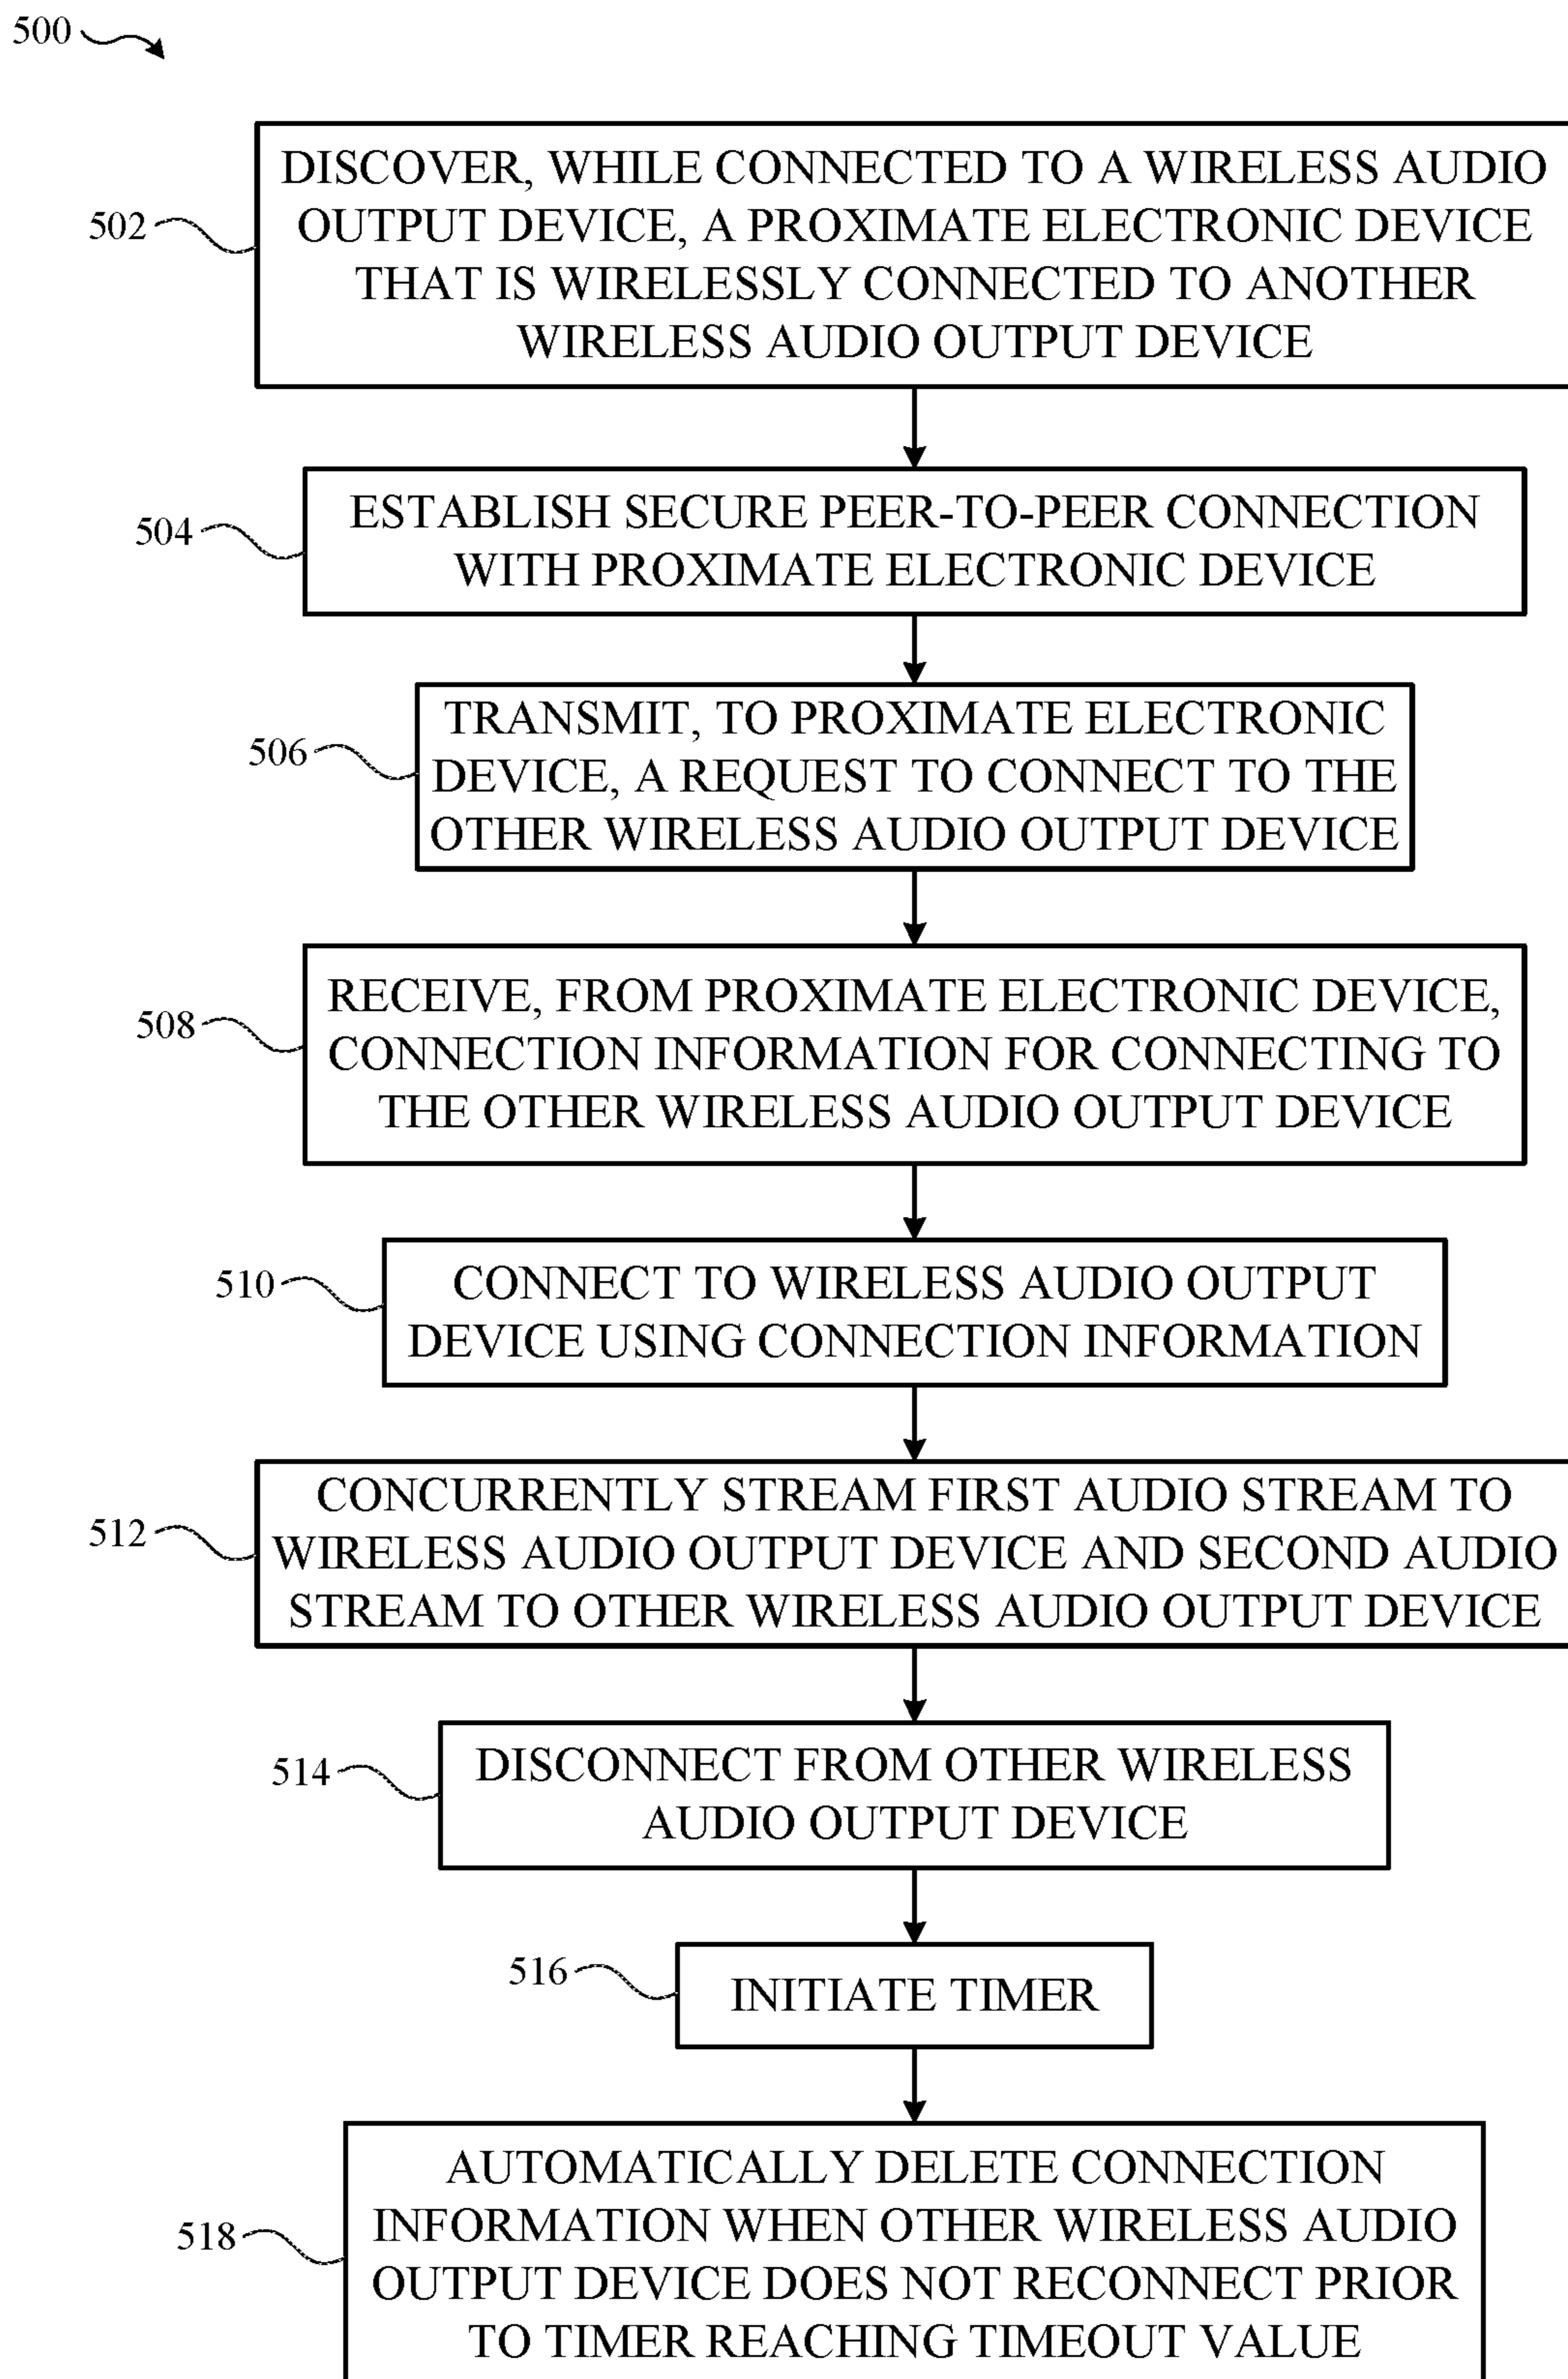 500
502
DISCOVER, WHILE CONNECTED TO A WIRELESS AUDIO
OUTPUT DEVICE, A PROXIMATE ELECTRONIC DEVICE
THAT IS WIRELESSLY CONNECTED TO ANOTHER
WIRELESS AUDIO OUTPUT DEVICE
504
ESTABLISH SECURE PEER-TO-PEER CONNECTION
WITH PROXIMATE ELECTRONIC DEVICE
506
TRANSMIT, TO PROXIMATE ELECTRONIC
DEVICE, A REQUEST TO CONNECT TO THE
OTHER WIRELESS AUDIO OUTPUT DEVICE
508
RECEIVE, FROM PROXIMATE ELECTRONIC DEVICE,
CONNECTION INFORMATION FOR CONNECTING TO
THE OTHER WIRELESS AUDIO OUTPUT DEVICE
510
CONNECT TO WIRELESS AUDIO OUTPUT
DEVICE USING CONNECTION INFORMATION
512
CONCURRENTLY STREAM FIRST AUDIO STREAM TO
WIRELESS AUDIO OUTPUT DEVICE AND SECOND AUDIO
STREAM TO OTHER WIRELESS AUDIO OUTPUT DEVICE
514
DISCONNECT FROM OTHER WIRELESS
AUDIO OUTPUT DEVICE
516
INITIATE TIMER
518
AUTOMATICALLY DELETE CONNECTION
INFORMATION WHEN OTHER WIRELESS AUDIO
OUTPUT DEVICE DOES NOT RECONNECT PRIOR
TO TIMER REACHING TIMEOUT VALUE